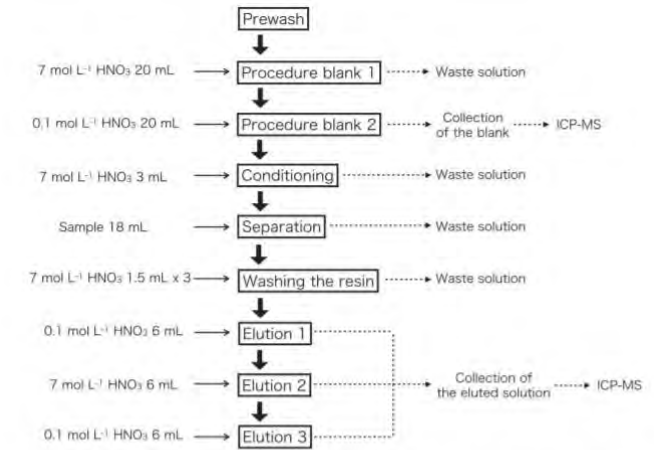 Prewash
7 mol L⁻¹ HNO₃ 20 mL Procedure blank 1 Waste solution
0.1 mol L⁻¹ HNO₃ 20 mL Procedure blank 2 Collection of the blank ICP-MS
7 mol L⁻¹ HNO₃ 3 mL Conditioning Waste solution
Sample 18 mL Separation Waste solution
7 mol L⁻¹ HNO₃ 1.5 mL x 3 Washing the resin Waste solution
0.1 mol L⁻¹ HNO₃ 6 mL Elution 1
7 mol L⁻¹ HNO₃ 6 mL Elution 2 Collection of the eluted solution ICP-MS
0.1 mol L⁻¹ HNO₃ 6 mL Elution 3